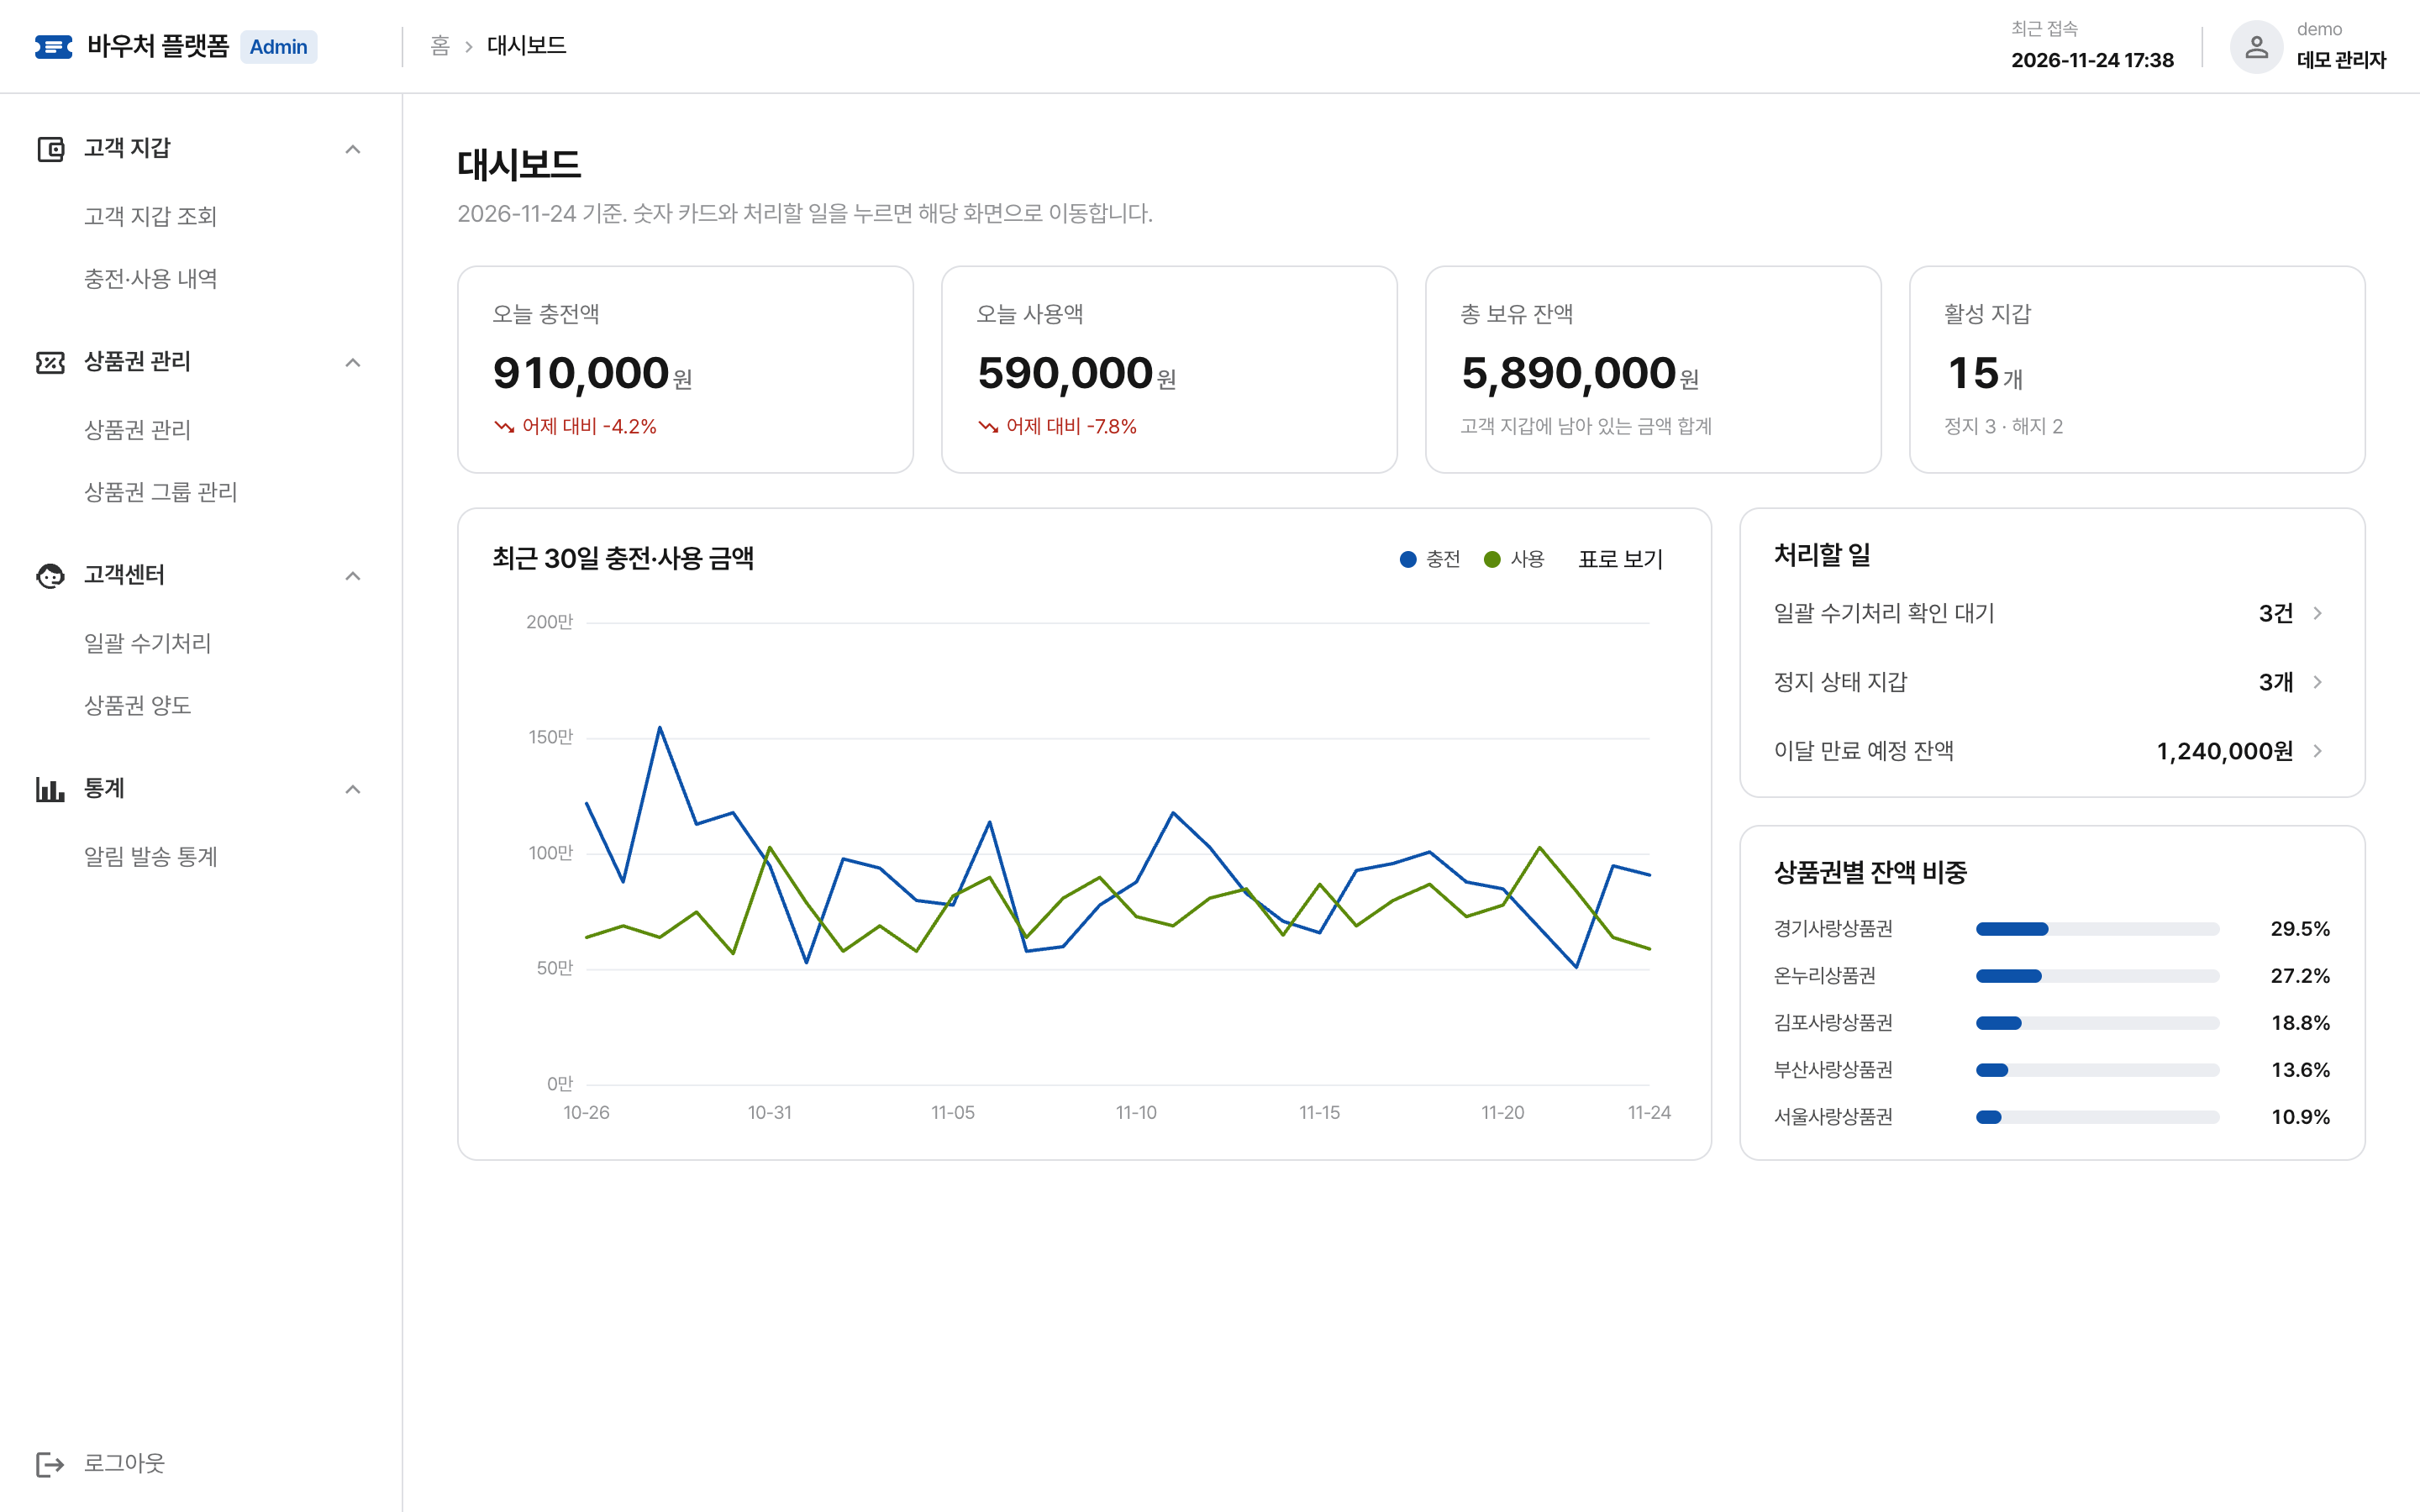 바우처 플랫폼 Admin
홈 > 대시보드
최근 접속
2026-11-24 17:38
demo
데모 관리자
고객 지갑
고객 지갑 조회
충전·사용 내역
상품권 관리
상품권 관리
상품권 그룹 관리
고객센터
일괄 수기처리
상품권 양도
통계
알림 발송 통계
로그아웃
대시보드
2026-11-24 기준. 숫자 카드와 처리할 일을 누르면 해당 화면으로 이동합니다.
오늘 충전액
910,000원
어제 대비 -4.2%
오늘 사용액
590,000원
어제 대비 -7.8%
총 보유 잔액
5,890,000원
고객 지갑에 남아 있는 금액 합계
활성 지갑
15개
정지 3 · 해지 2
최근 30일 충전·사용 금액
충전 사용 표로 보기
200만
150만
100만
50만
0만
10-26 10-31 11-05 11-10 11-15 11-20 11-24
처리할 일
일괄 수기처리 확인 대기 3건
정지 상태 지갑 3개
이달 만료 예정 잔액 1,240,000원
상품권별 잔액 비중
경기사랑상품권 29.5%
온누리상품권 27.2%
김포사랑상품권 18.8%
부산사랑상품권 13.6%
서울사랑상품권 10.9%